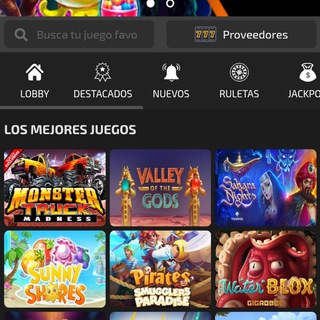 Busca tu juego favo
777
Proveedores
LOBBY
DESTACADOS
NUEVOS
RULETAS
JACKPO
LOS MEJORES JUEGOS
MONSTER
TRUCK
MADNESS
VALLEY
OF THE
GODS
Sahara
Nights
SUNNY
SHORES
Pirates
SMUGGLERS
PARADISE
Water BLOX
GIGABLOX